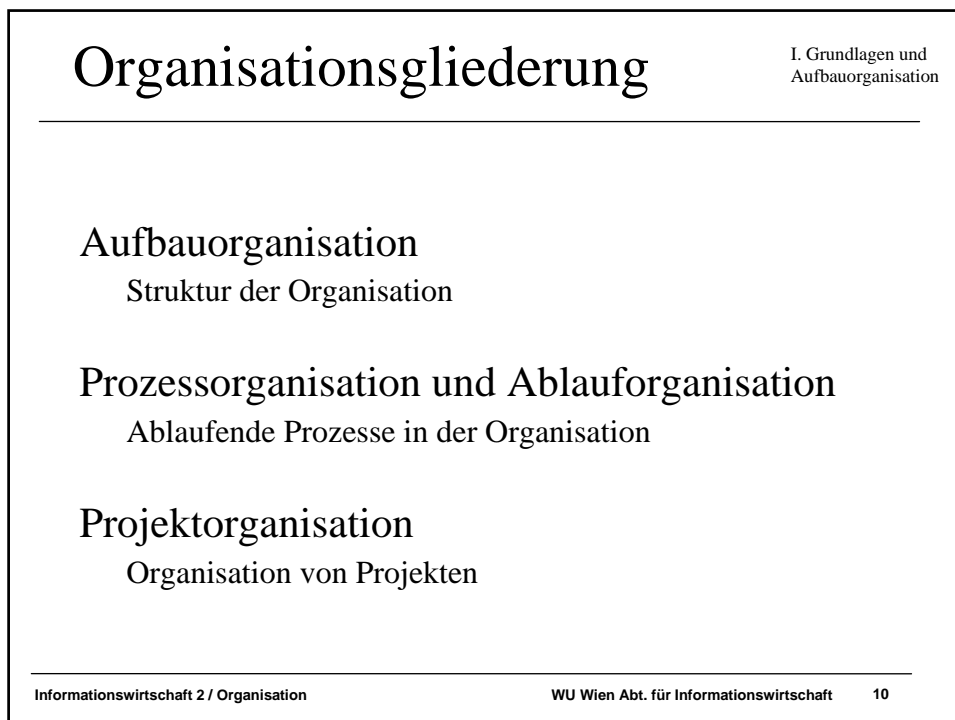 Organisationsgliederung
I. Grundlagen und
Aufbauorganisation
Aufbauorganisation
Struktur der Organisation
Prozessorganisation und Ablauforganisation
Ablaufende Prozesse in der Organisation
Projektorganisation
Organisation von Projekten
Informationswirtschaft 2 / Organisation WU Wien Abt. für Informationswirtschaft 10